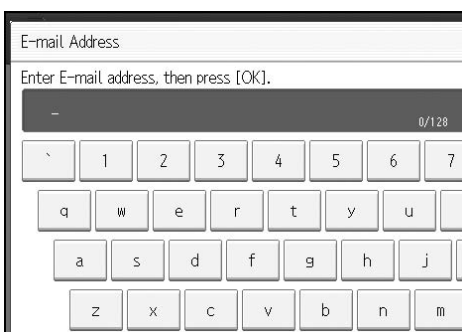 E-mail Address
Enter E-mail address, then press [OK].
_
0/128
` 1 2 3 4 5 6 7
q w e r t y u
a s d f g h j
z x c v b n m